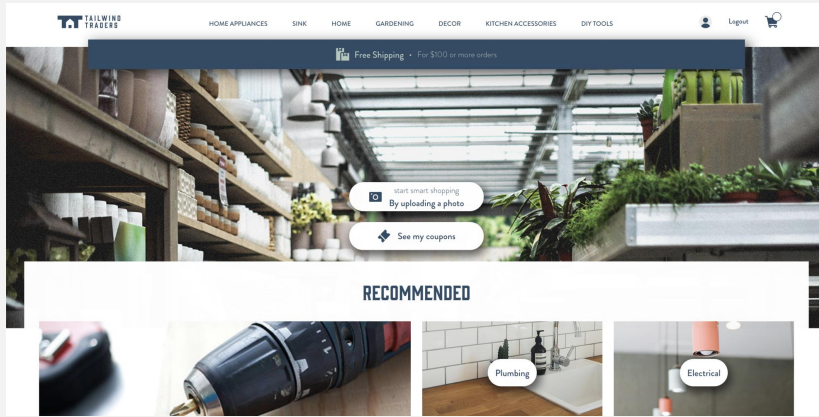 TAILWIND
TRADERS
HOME APPLIANCES SINK HOME GARDENING DECOR KITCHEN ACCESSORIES DIY TOOLS
Logout
Free Shipping • For $100 or more orders
start smart shopping
By uploading a photo
See my coupons
RECOMMENDED
Plumbing
Electrical